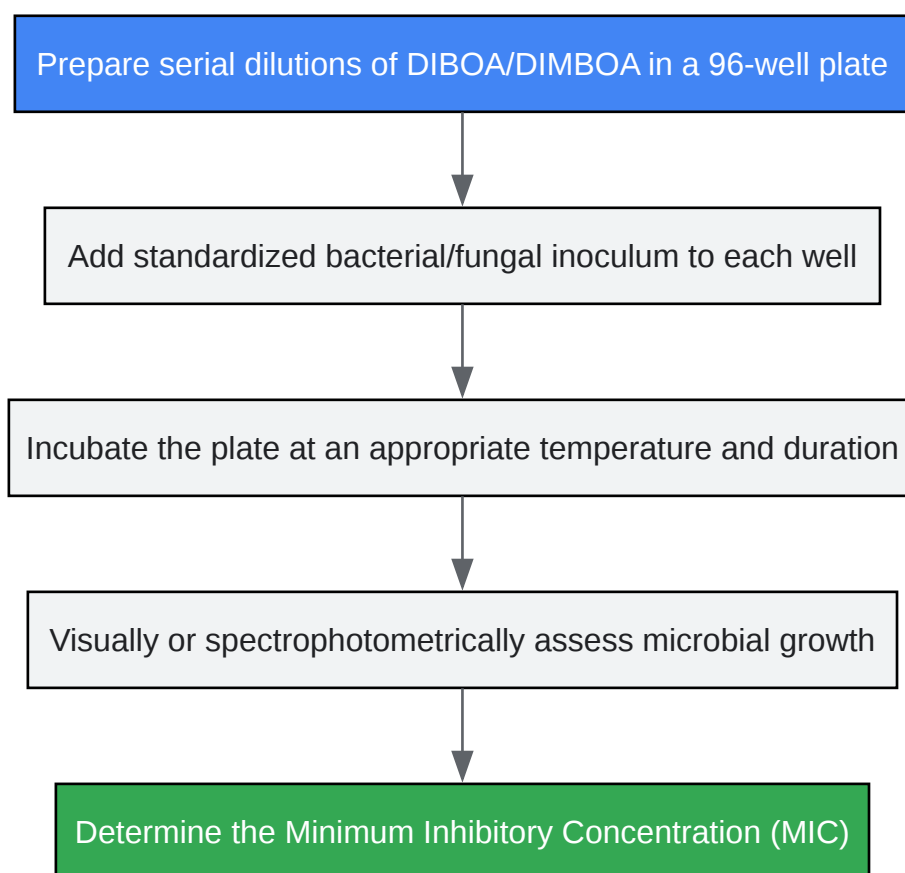 Prepare serial dilutions of DIBOA/DIMBOA in a 96-well plate
Add standardized bacterial/fungal inoculum to each well
Incubate the plate at an appropriate temperature and duration
Visually or spectrophotometrically assess microbial growth
Determine the Minimum Inhibitory Concentration (MIC)